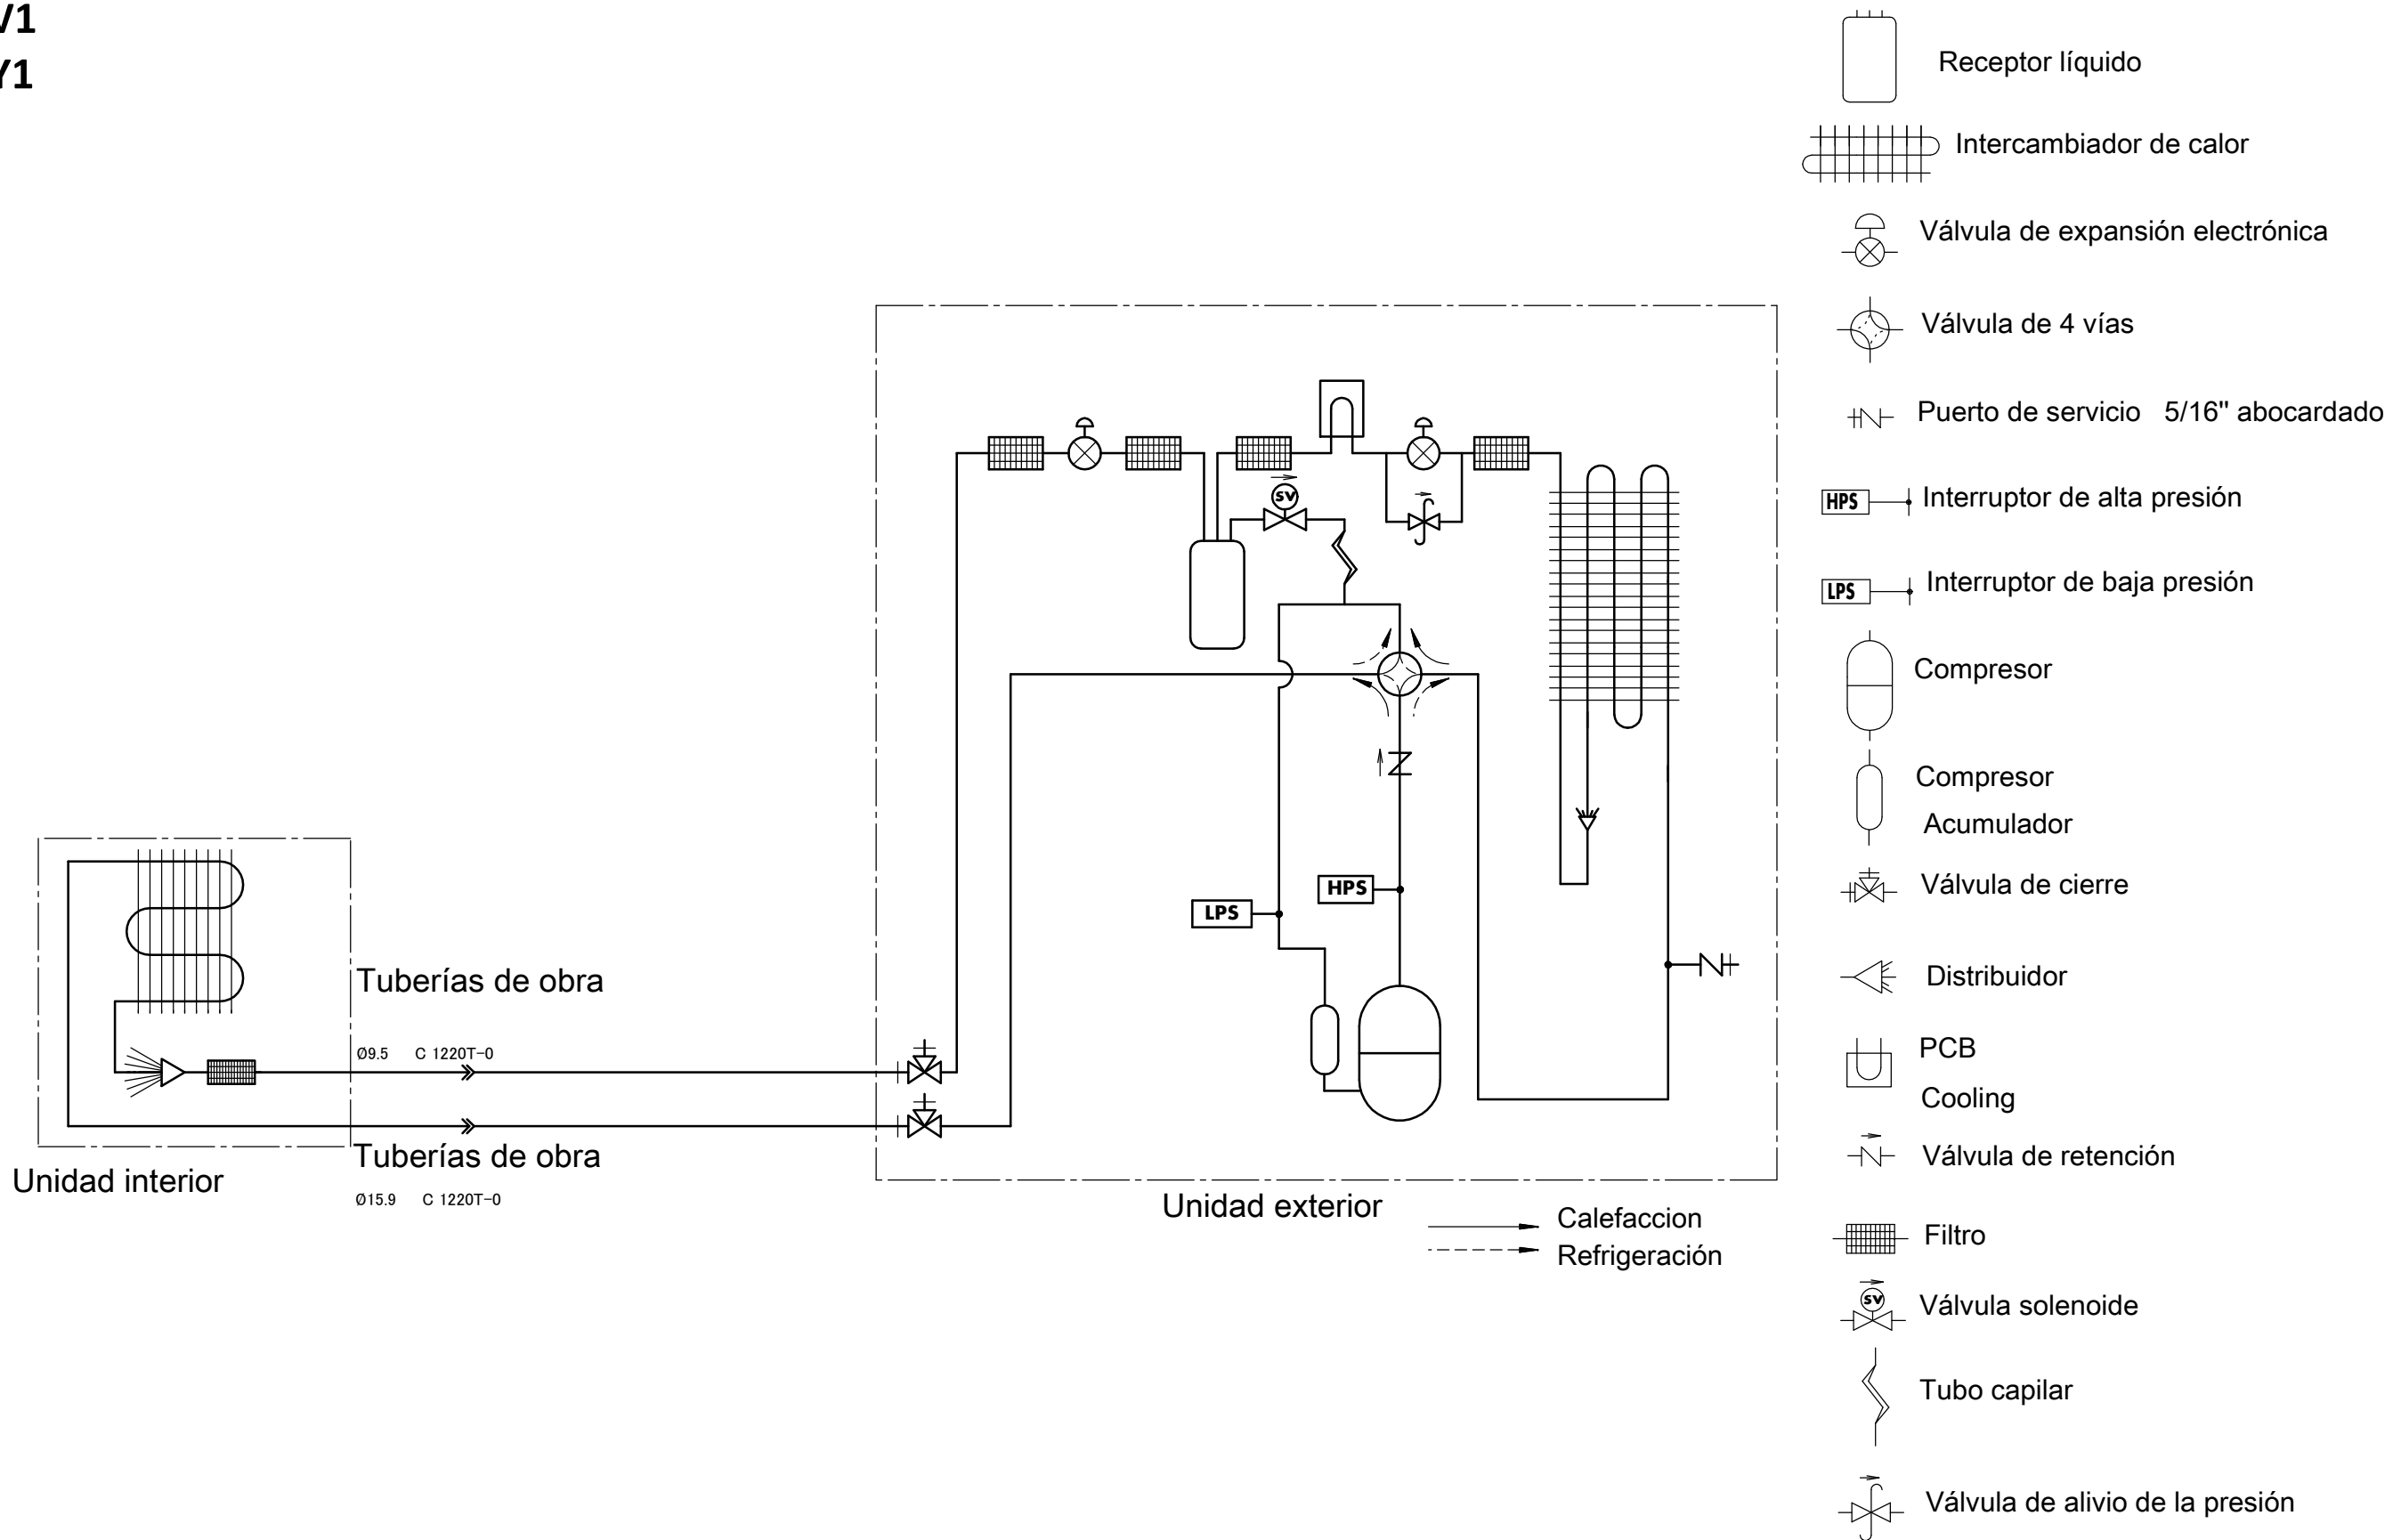 V1
Y1
Receptor líquido
Intercambiador de calor
Válvula de expansión electrónica
Válvula de 4 vías
Puerto de servicio 5/16" abocardado
HPS Interruptor de alta presión
LPS Interruptor de baja presión
Compresor
Compresor
Acumulador
Válvula de cierre
Distribuidor
PCB
Cooling
Válvula de retención
Filtro
SV Válvula solenoide
Tubo capilar
Válvula de alivio de la presión
SV
HPS
LPS
Tuberías de obra
Ø9.5 C 1220T-0
Tuberías de obra
Ø15.9 C 1220T-0
Unidad interior
Unidad exterior
Calefaccion
Refrigeración